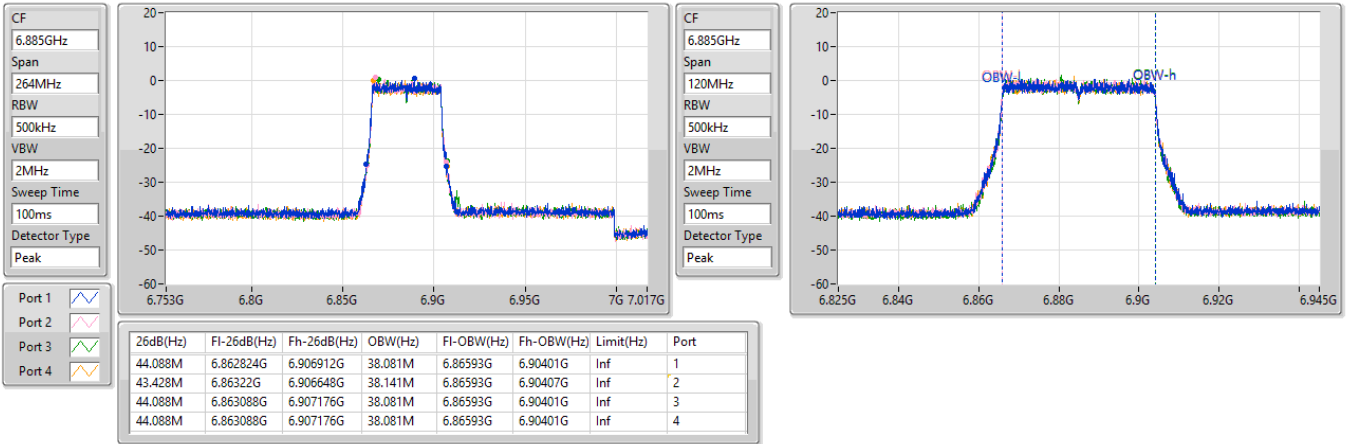 CF
6.885GHz
Span
264MHz
RBW
500kHz
VBW
2MHz
Sweep Time
100ms
Detector Type
Peak
20
10
0
-10
-20
-30
-40
-50
-60
6.753G 6.8G 6.85G 6.9G 6.95G 7G 7.017G
CF
6.885GHz
Span
120MHz
RBW
500kHz
VBW
2MHz
Sweep Time
100ms
Detector Type
Peak
20
10
0
-10
-20
-30
-40
-50
-60
OBW-l OBW-h
6.825G 6.84G 6.86G 6.88G 6.9G 6.92G 6.945G
Port 1
Port 2
Port 3
Port 4
26dB(Hz) Fl-26dB(Hz) Fh-26dB(Hz) OBW(Hz) Fl-OBW(Hz) Fh-OBW(Hz) Limit(Hz) Port
44.088M 6.862824G 6.906912G 38.081M 6.86593G 6.90401G Inf 1
43.428M 6.86322G 6.906648G 38.141M 6.86593G 6.90407G Inf 2
44.088M 6.863088G 6.907176G 38.081M 6.86593G 6.90401G Inf 3
44.088M 6.863088G 6.907176G 38.081M 6.86593G 6.90401G Inf 4